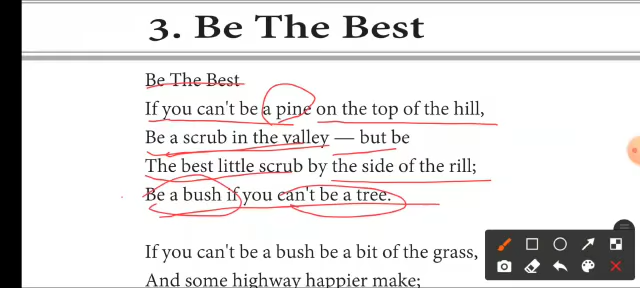 3. Be The Best
Be The Best
If you can't be a pine on the top of the hill,
Be a scrub in the valley — but be
The best little scrub by the side of the rill;
Be a bush if you can't be a tree.
If you can't be a bush be a bit of the grass,
And some highway happier make;